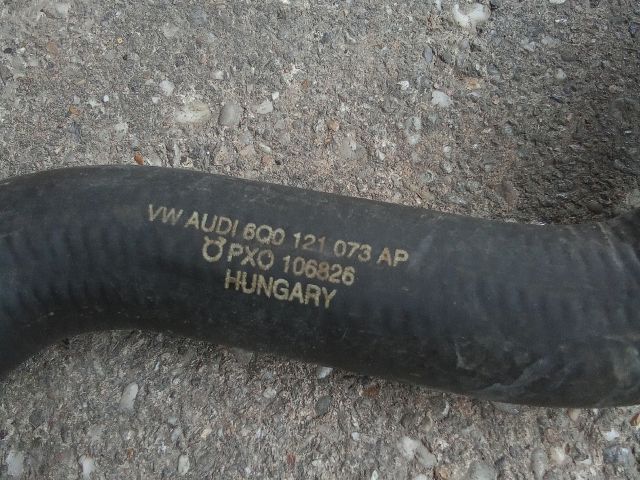 VW AUDI 6Q0 121 073 AP
PXO 106826
HUNGARY